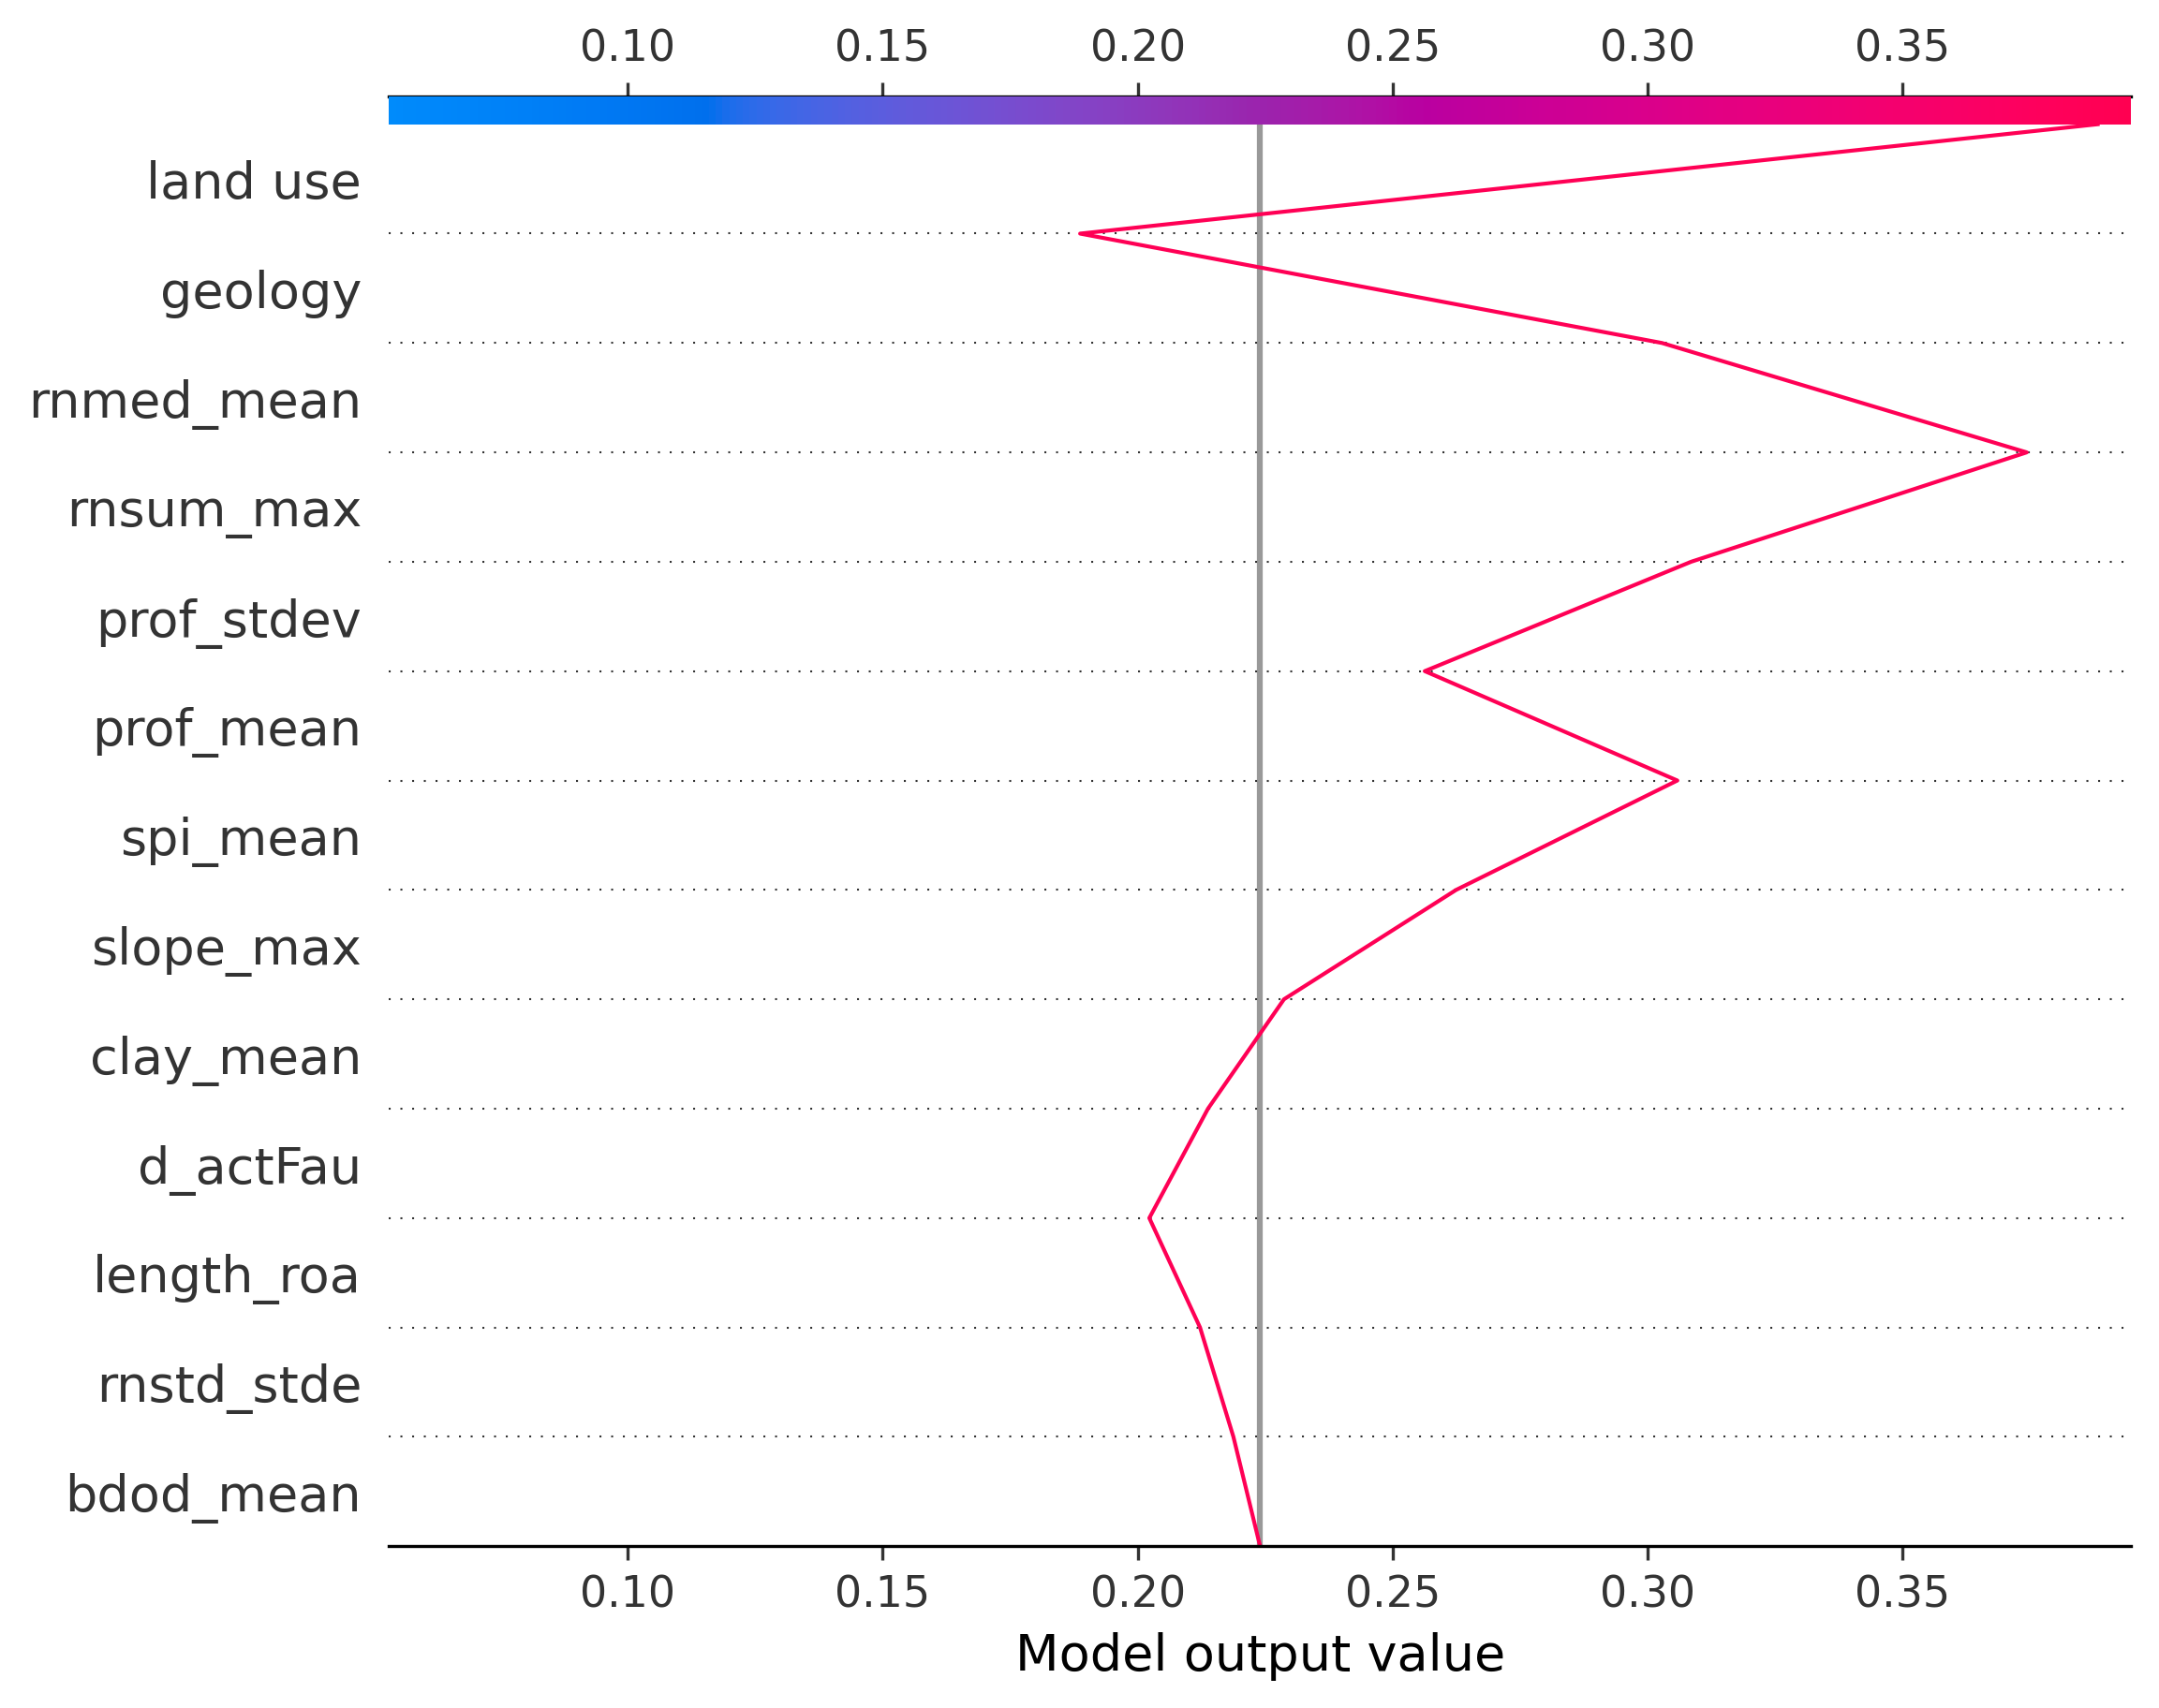 0.10 0.15 0.20 0.25 0.30 0.35
land use
geology
rnmed_mean
rnsum_max
prof_stdev
prof_mean
spi_mean
slope_max
clay_mean
d_actFau
length_roa
rnstd_stde
bdod_mean
0.10 0.15 0.20 0.25 0.30 0.35
Model output value